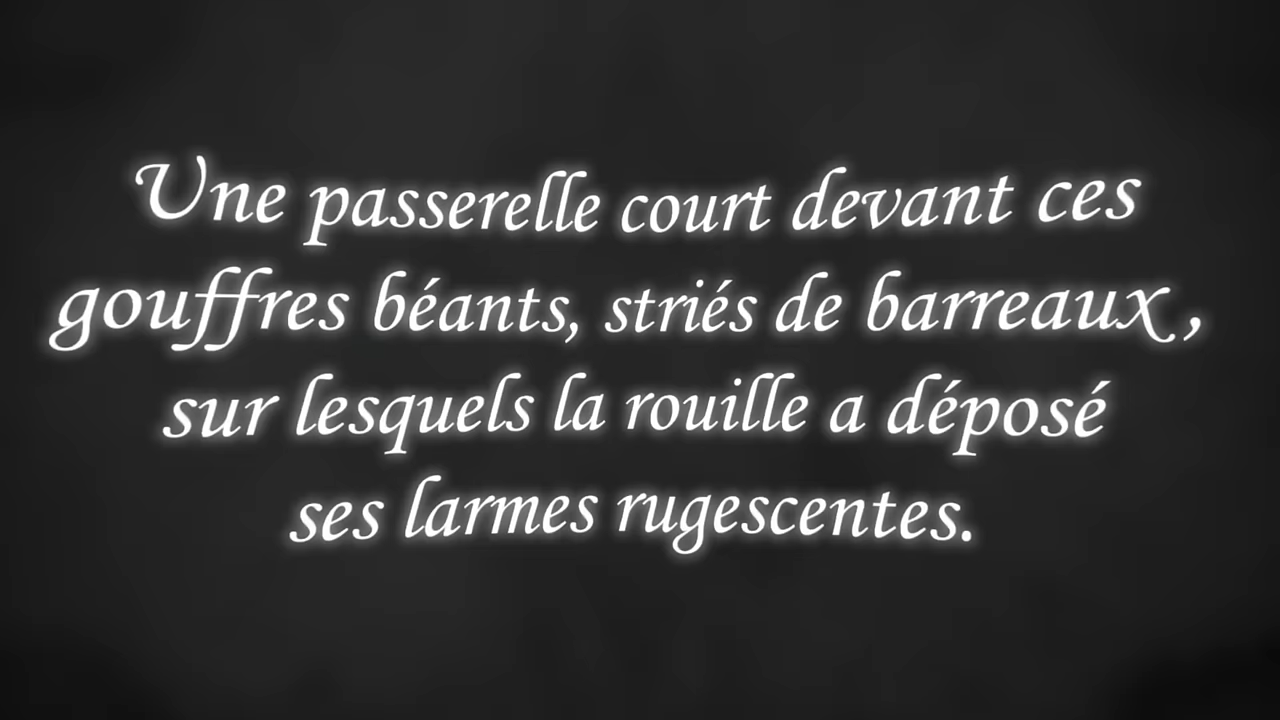 Une passerelle court devant ces
gouffres béants, striés de barreaux,
sur lesquels la rouille a déposé
ses larmes rugescentes.